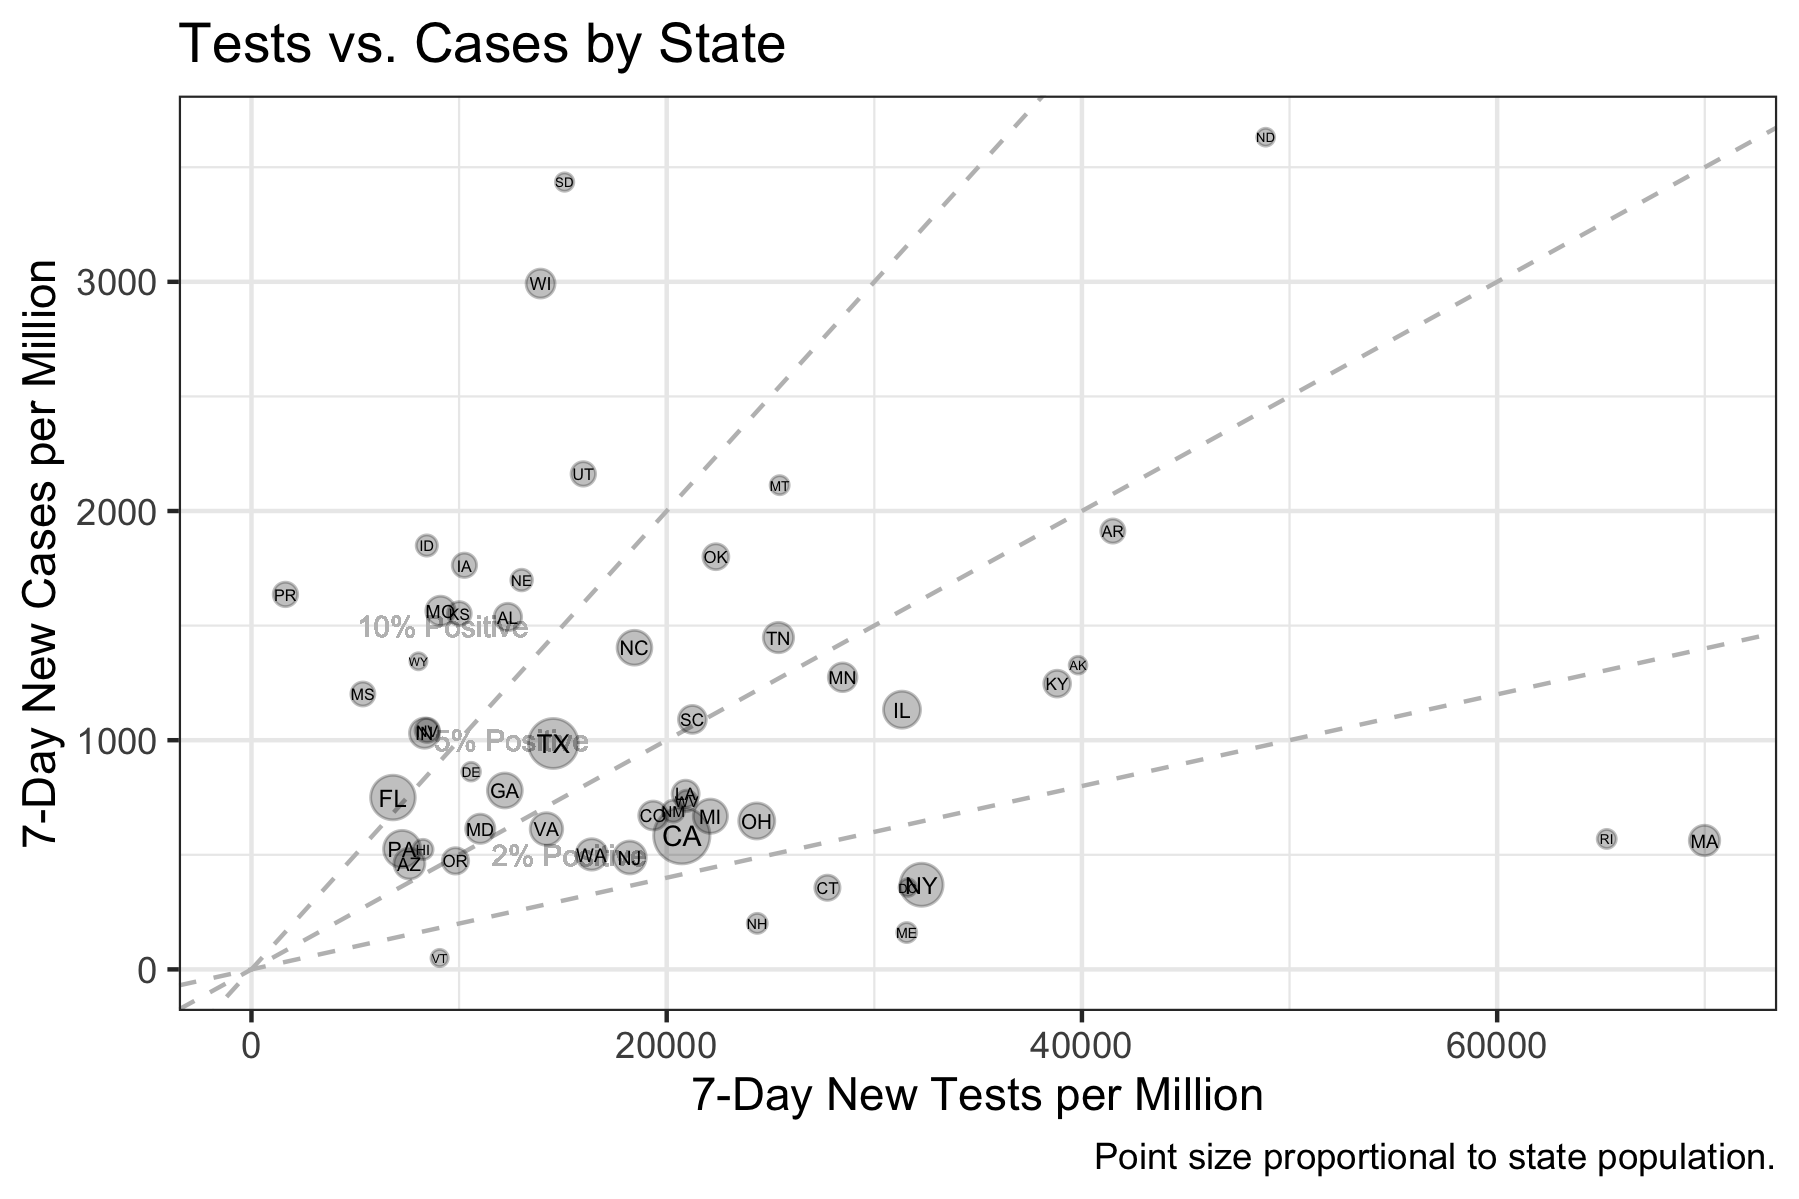 Tests vs. Cases by State
7-Day New Cases per Million
3000
2000
1000
0
ND
SD
WI
UT
MT
AR
ID
OK
IA
NE
PR
MO
KS
AL
10% Positive
TN
NC
WY
AK
MN
KY
MS
IL
SC
NV
IN
5% Positive
TX
DE
GA
FL
LA
WV
NM
CO
MI
OH
CA
MD
VA
RI
MA
PA
HI
AZ
OR
2% Positive
WA
NJ
CT
DC
NY
NH
ME
VT
0
20000
40000
60000
7-Day New Tests per Million
Point size proportional to state population.